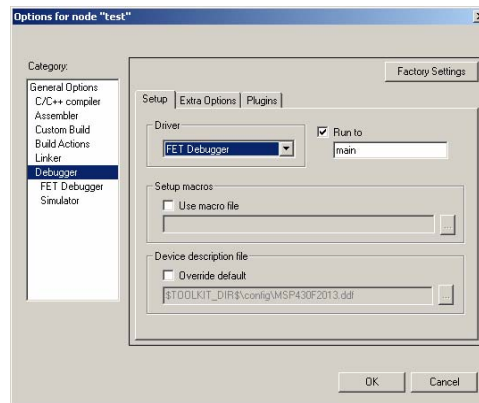 Options for node "test"
Category:
Factory Settings
General Options
C/C++ compiler
Assembler
Custom Build
Build Actions
Linker
Debugger
FET Debugger
Simulator
Setup
Extra Options
Plugins
Driver
FET Debugger
Run to
main
Setup macros
Use macro file
...
Device description file
Override default
$TOOLKIT_DIR$\config\MSP430F2013.ddf
...
OK
Cancel